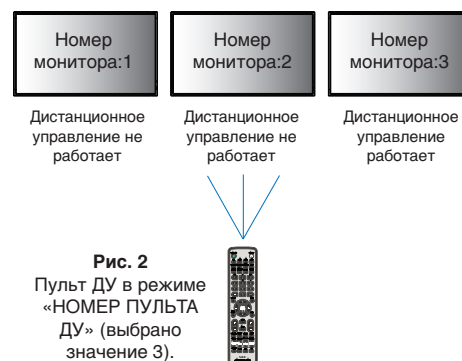 Номер
монитора:1
Номер
монитора:2
Номер
монитора:3
Дистанционное
управление не
работает
Дистанционное
управление не
работает
Дистанционное
управление
работает
Рис. 2
Пульт ДУ в режиме
«НОМЕР ПУЛЬТА
ДУ» (выбрано
значение 3).